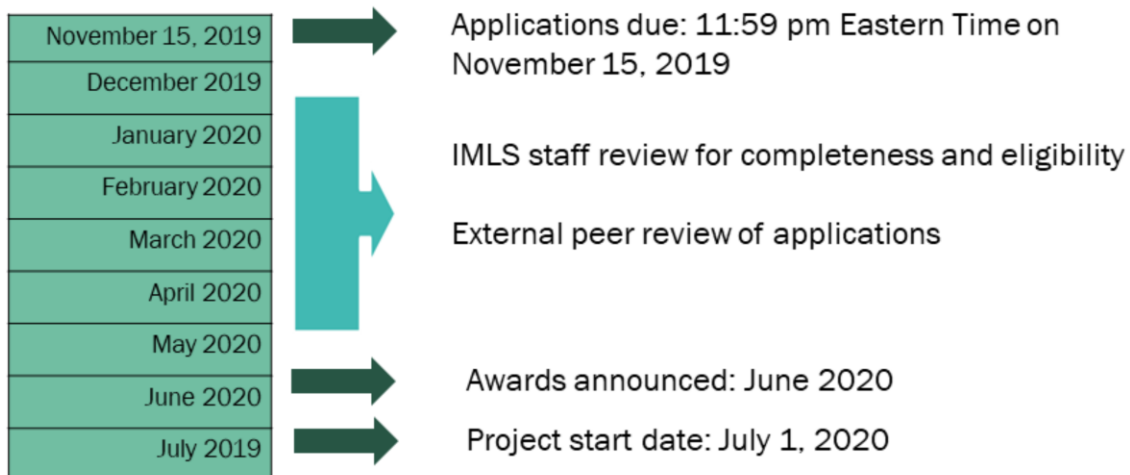 November 15, 2019
December 2019
January 2020
February 2020
March 2020
April 2020
May 2020
June 2020
July 2019
Applications due: 11:59 pm Eastern Time on
November 15, 2019
IMLS staff review for completeness and eligibility
External peer review of applications
Awards announced: June 2020
Project start date: July 1, 2020